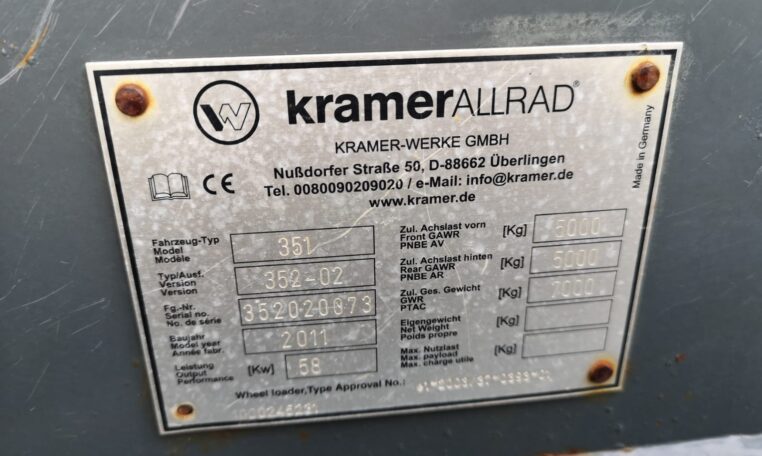 kramerALLRAD®
KRAMER-WERKE GMBH
Nußdorfer Straße 50, D-88662 Überlingen
Tel. 0080090209020 / e-Mail: info@kramer.de
www.kramer.de
CE
Made in Germany
Fahrzeug-Typ
Model
Modèle
351
Typ/Ausf.
Version
Version
352-02
Fg.-Nr.
Serial no.
No. de série
352020073
Baujahr
Model year
Année fabr.
2011
Leistung
Output
Performance
[Kw] 58
Zul. Achslast vorn
Front GAWR
PNBE AV
[Kg] 5000
Zul. Achslast hinten
Rear GAWR
PNBE AR
[Kg] 5000
Zul. Ges. Gewicht
GWR
PTAC
[Kg] 7000
Eigengewicht
Net Weight
Poids propre
[Kg]
Max. Nutzlast
Max. payload
Max. charge utile
[Kg]
Wheel loader,Type Approval No.: